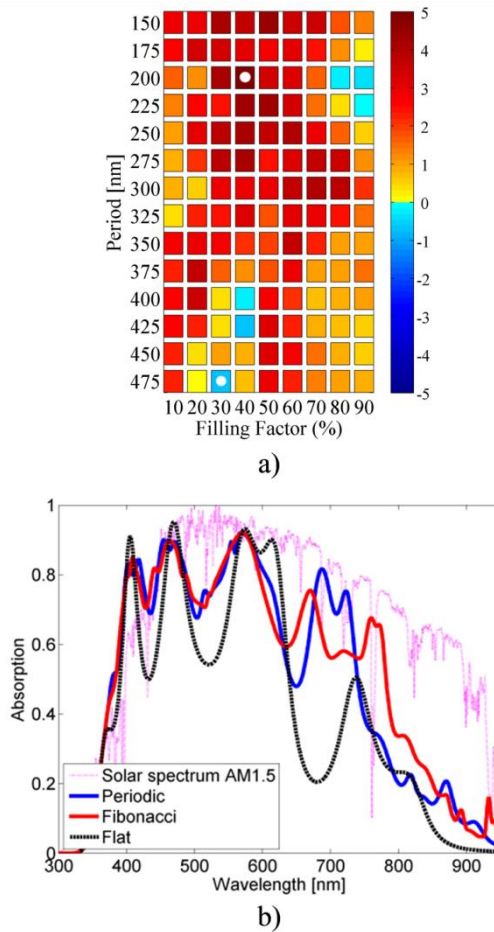 150
175
200
225
250
275
300
325
350
375
400
425
450
475
Period [nm]
10 20 30 40 50 60 70 80 90
Filling Factor (%)
5
4
3
2
1
0
-1
-2
-3
-4
-5
a)
1
0.8
0.6
0.4
0.2
0
Absorption
Solar spectrum AM1.5
Periodic
Fibonacci
Flat
300 400 500 600 700 800 900
Wavelength [nm]
b)